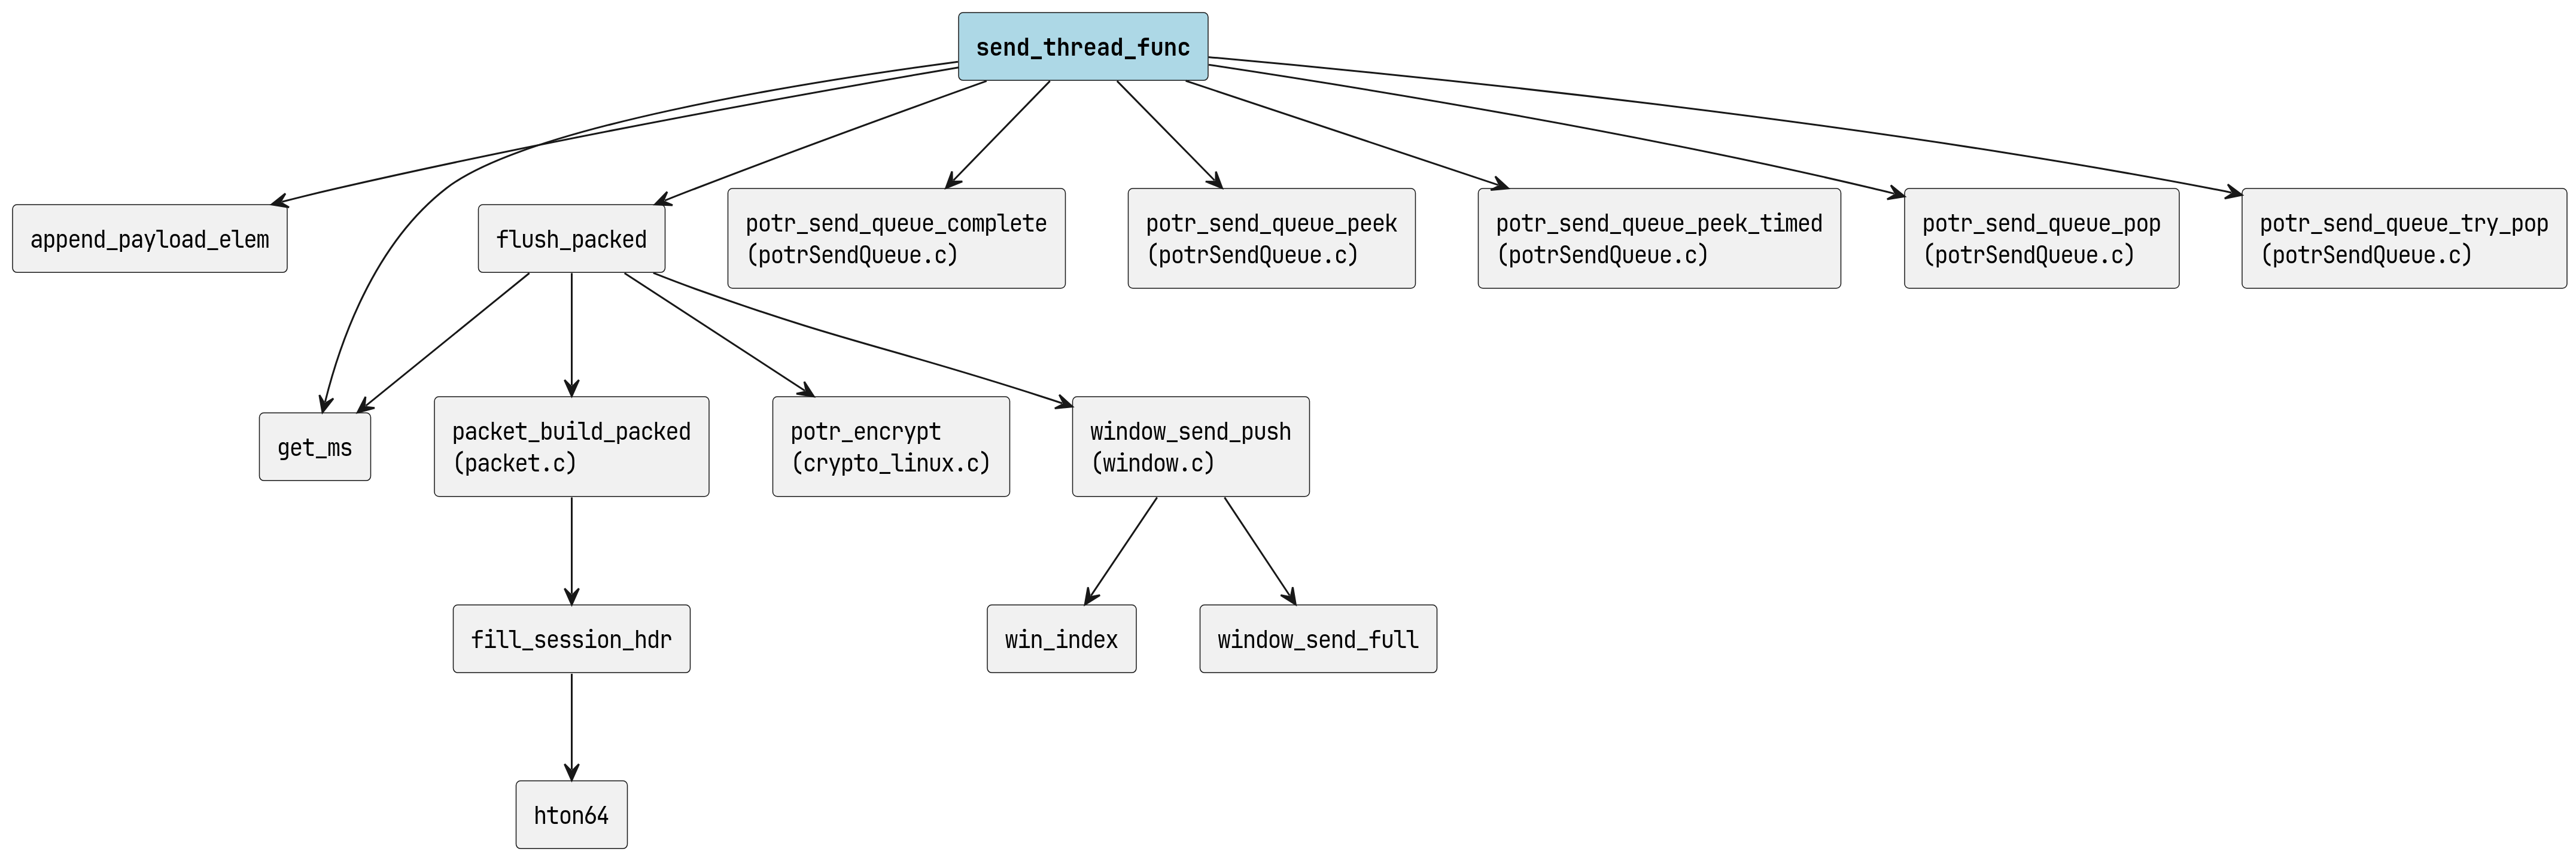 send_thread_func
append_payload_elem
flush_packed
potr_send_queue_complete
(potrSendQueue.c)
potr_send_queue_peek
(potrSendQueue.c)
potr_send_queue_peek_timed
(potrSendQueue.c)
potr_send_queue_pop
(potrSendQueue.c)
potr_send_queue_try_pop
(potrSendQueue.c)
get_ms
packet_build_packed
(packet.c)
potr_encrypt
(crypto_linux.c)
window_send_push
(window.c)
fill_session_hdr
win_index
window_send_full
hton64